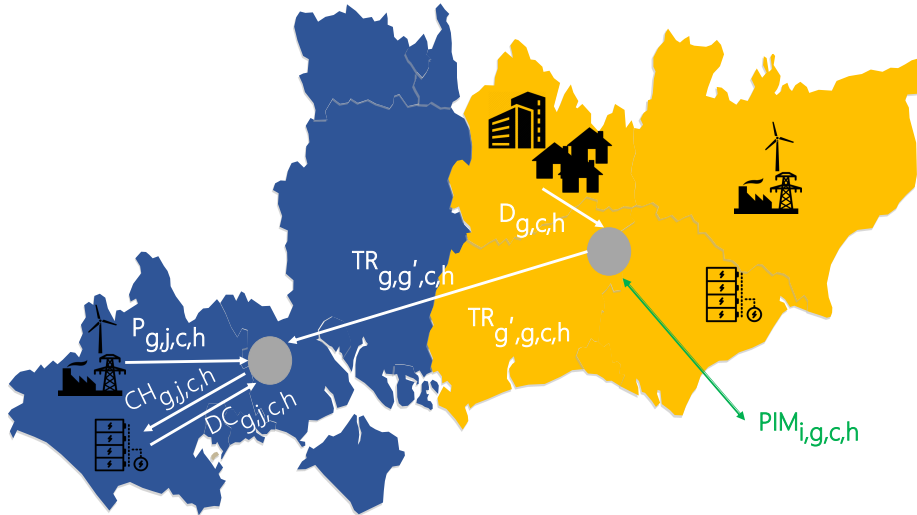 D g,c,h
TR g,g',c,h
TR g',g,c,h
P g,j,c,h
CH g,j,c,h
DC g,j,c,h
PIM i,g,c,h